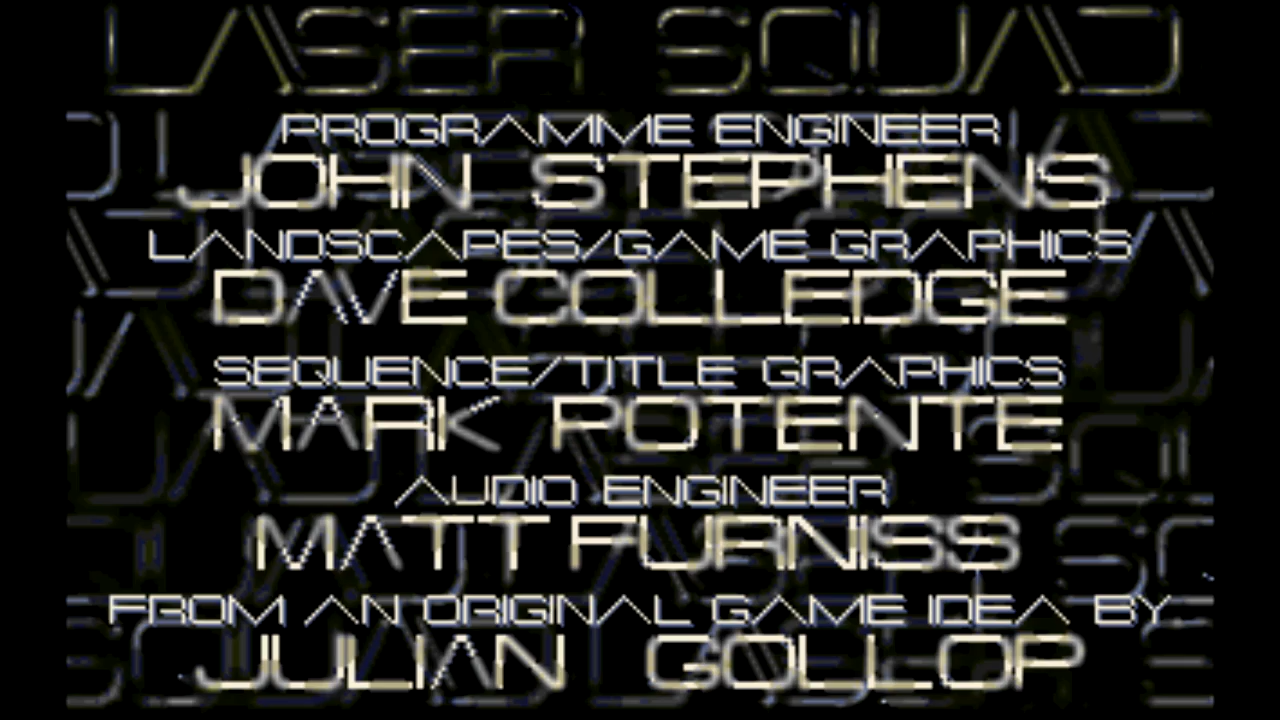 LASER SQUAD
PROGRAMME ENGINEER
JOHN STEPHENS
LANDSCAPES/GAME GRAPHICS
DAVE COLLEDGE
SEQUENCE/TITLE GRAPHICS
MARK POTENTE
AUDIO ENGINEER
MATT FURNISS
FROM AN ORIGINAL GAME IDEA BY
JULIAN GOLLOP